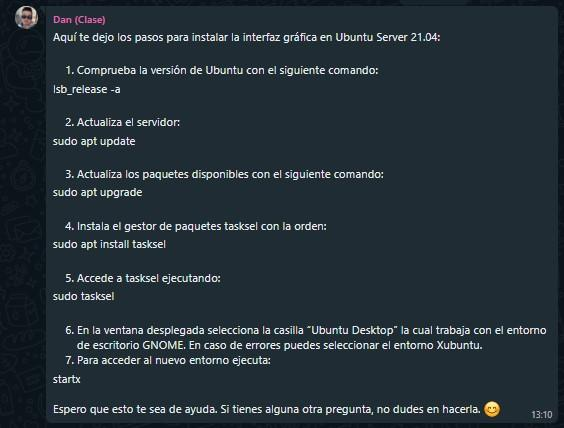 Dan (Clase)
Aquí te dejo los pasos para instalar la interfaz gráfica en Ubuntu Server 21.04:
1. Comprueba la versión de Ubuntu con el siguiente comando:
lsb_release -a
2. Actualiza el servidor:
sudo apt update
3. Actualiza los paquetes disponibles con el siguiente comando:
sudo apt upgrade
4. Instala el gestor de paquetes tasksel con la orden:
sudo apt install tasksel
5. Accede a tasksel ejecutando:
sudo tasksel
6. En la ventana desplegada selecciona la casilla “Ubuntu Desktop” la cual trabaja con el entorno
de escritorio GNOME. En caso de errores puedes seleccionar el entorno Xubuntu.
7. Para acceder al nuevo entorno ejecuta:
startx
Espero que esto te sea de ayuda. Si tienes alguna otra pregunta, no dudes en hacerla. 😊
13:10